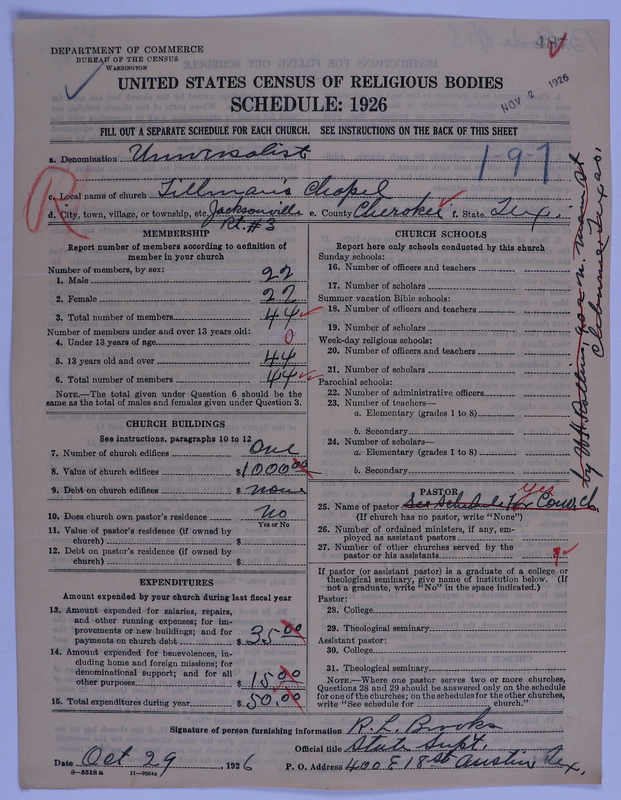 487
DEPARTMENT OF COMMERCE
BUREAU OF THE CENSUS
WASHINGTON
UNITED STATES CENSUS OF RELIGIOUS BODIES
SCHEDULE: 1926
NOV 2 1926
FILL OUT A SEPARATE SCHEDULE FOR EACH CHURCH. SEE INSTRUCTIONS ON THE BACK OF THIS SHEET
a. Denomination Universalist
1-9-7
R
c. Local name of church Tillman's Chapel
d. City, town, village, or township, etc. Jacksonville Rt. #3 e. County Cherokee f. State Tex.
MEMBERSHIP
Report number of members according to definition of
member in your church
Number of members, by sex:
1. Male 22
2. Female 22
3. Total number of members 44
Number of members under and over 13 years old:
4. Under 13 years of age 0
5. 13 years old and over 44
6. Total number of members 44
NOTE.—The total given under Question 6 should be
same as the total of males and females given under Question 3.
CHURCH BUILDINGS
See instructions, paragraphs 10 to 12
7. Number of church edifices One
8. Value of church edifices $1000.00
9. Debt on church edifices $ none
10. Does church own pastor's residence No
Yes or No
11. Value of pastor's residence (if owned by
church) $
12. Debt on pastor's residence (if owned by
church) $
EXPENDITURES
Amount expended by your church during last fiscal year
13. Amount expended for salaries, repairs,
and other running expenses; for im-
provements or new buildings; and for
payments on church debt $ 35.00
14. Amount expended for benevolences, in-
cluding home and foreign missions; for
denominational support; and for all
other purposes $ 15.00
15. Total expenditures during year $ 50.00
CHURCH SCHOOLS
Report here only schools conducted by this church
Sunday schools:
16. Number of officers and teachers
17. Number of scholars
Summer vacation Bible schools:
18. Number of officers and teachers
19. Number of scholars
Week-day religious schools:
20. Number of officers and teachers
21. Number of scholars
Parochial schools:
22. Number of administrative officers
23. Number of teachers—
a. Elementary (grades 1 to 8)
b. Secondary
24. Number of scholars—
a. Elementary (grades 1 to 8)
b. Secondary
PASTOR
yes
25. Name of pastor See Schedule for Church
(If church has no pastor, write "None")
26. Number of ordained ministers, if any, em-
ployed as assistant pastors
27. Number of other churches served by the
pastor or his assistants
If pastor (or assistant pastor) is a graduate of a college or
theological seminary, give name of institution below. (If
not a graduate, write "No" in the space indicated.)
Pastor:
28. College
29. Theological seminary
Assistant pastor:
30. College
31. Theological seminary
NOTE.—Where one pastor serves two or more churches,
Questions 28 and 29 should be answered only on the schedule
for one of the churches; on the schedules for the other churches,
write "See schedule for church."
by
Cleburne Texas.
Signature of person furnishing information R. L. Brooks
Official title State Supt.
Date Oct 29, 1926 P. O. Address 400 E 18 St Austin Tex.
8-5518 a 11-9034